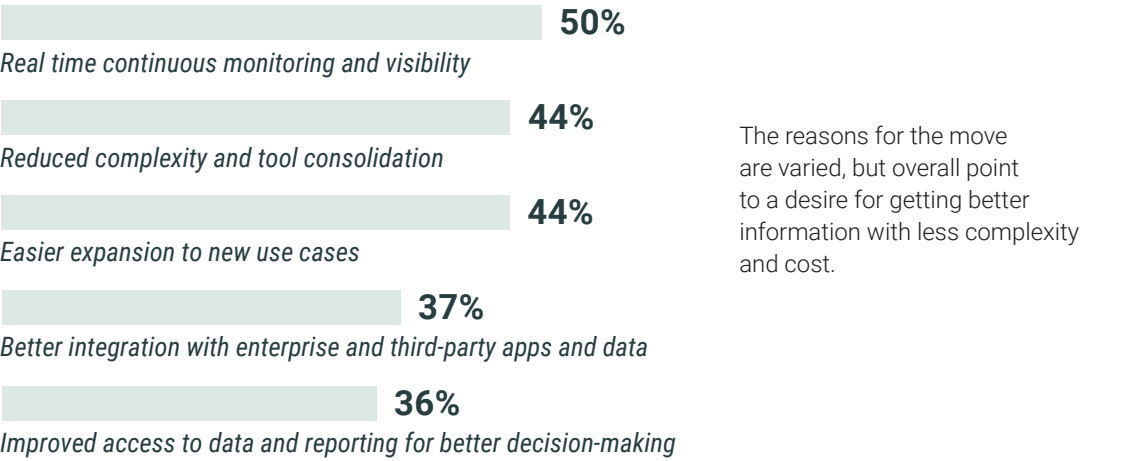 50%
Real time continuous monitoring and visibility
44%
Reduced complexity and tool consolidation
44%
Easier expansion to new use cases
37%
Better integration with enterprise and third-party apps and data
36%
Improved access to data and reporting for better decision-making
The reasons for the move
are varied, but overall point
to a desire for getting better
information with less complexity
and cost.